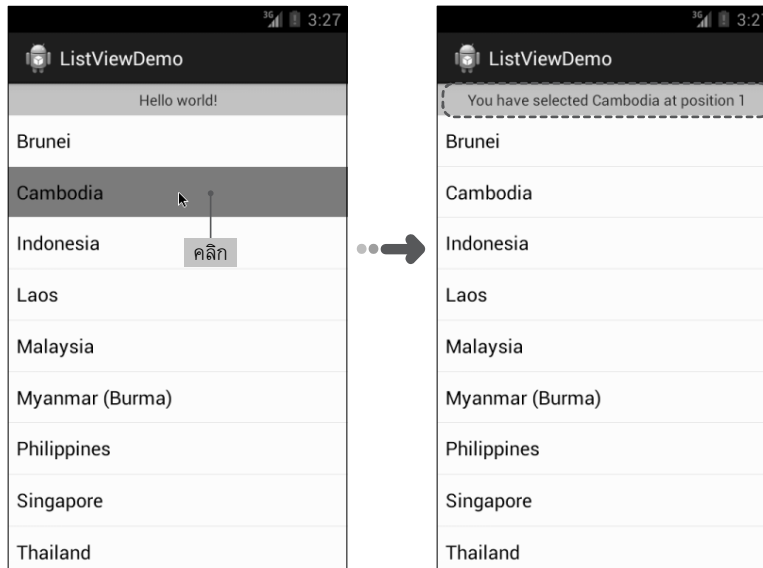 3G 3:27
ListViewDemo
Hello world!
Brunei
Cambodia
คลิก
Indonesia
Laos
Malaysia
Myanmar (Burma)
Philippines
Singapore
Thailand
3G 3:27
ListViewDemo
You have selected Cambodia at position 1
Brunei
Cambodia
Indonesia
Laos
Malaysia
Myanmar (Burma)
Philippines
Singapore
Thailand